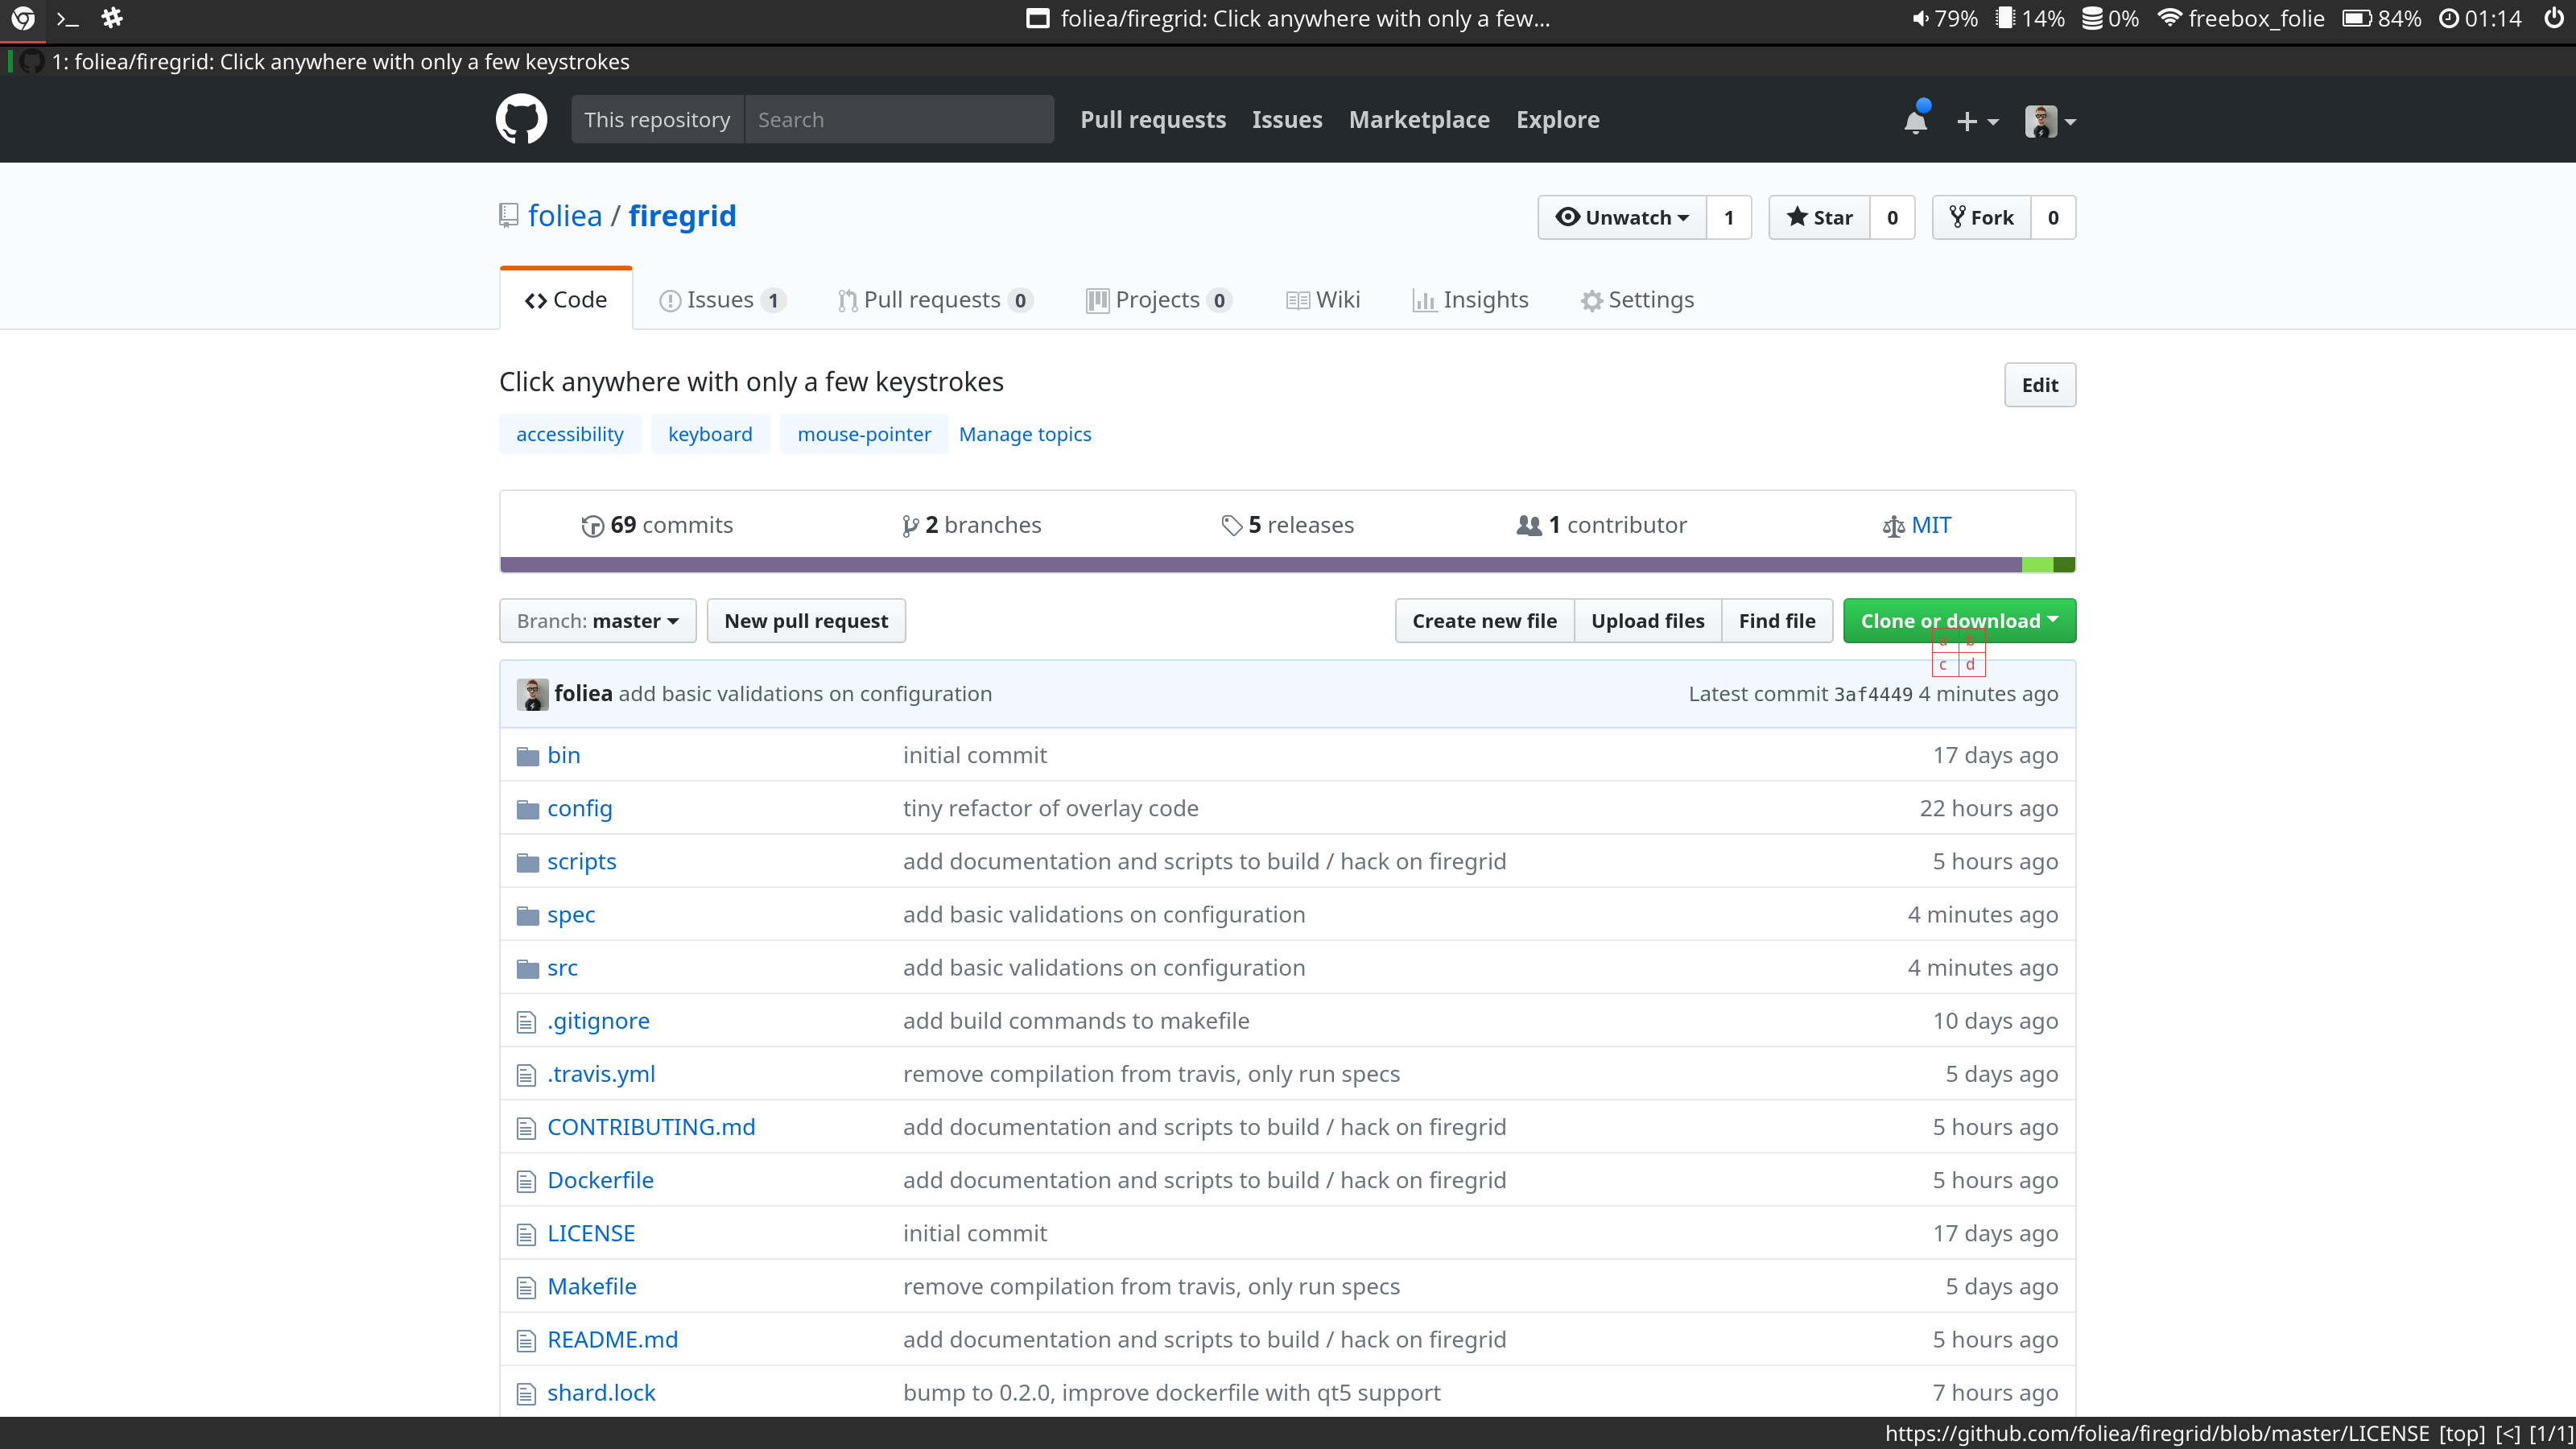 foliea/firegrid: Click anywhere with only a few... 79% 14% 0% freebox_folie 84% 01:14
1: foliea/firegrid: Click anywhere with only a few keystrokes
This repository Search Pull requests Issues Marketplace Explore
foliea / firegrid Unwatch 1 Star 0 Fork 0
Code Issues 1 Pull requests 0 Projects 0 Wiki Insights Settings
Click anywhere with only a few keystrokes Edit
accessibility keyboard mouse-pointer Manage topics
69 commits 2 branches 5 releases 1 contributor MIT
Branch: master New pull request Create new file Upload files Find file Clone or download
a b
c d
foliea add basic validations on configuration Latest commit 3af4449 4 minutes ago
bin initial commit 17 days ago
config tiny refactor of overlay code 22 hours ago
scripts add documentation and scripts to build / hack on firegrid 5 hours ago
spec add basic validations on configuration 4 minutes ago
src add basic validations on configuration 4 minutes ago
.gitignore add build commands to makefile 10 days ago
.travis.yml remove compilation from travis, only run specs 5 days ago
CONTRIBUTING.md add documentation and scripts to build / hack on firegrid 5 hours ago
Dockerfile add documentation and scripts to build / hack on firegrid 5 hours ago
LICENSE initial commit 17 days ago
Makefile remove compilation from travis, only run specs 5 days ago
README.md add documentation and scripts to build / hack on firegrid 5 hours ago
shard.lock bump to 0.2.0, improve dockerfile with qt5 support 7 hours ago
https://github.com/foliea/firegrid/blob/master/LICENSE [top] [<] [1/1]